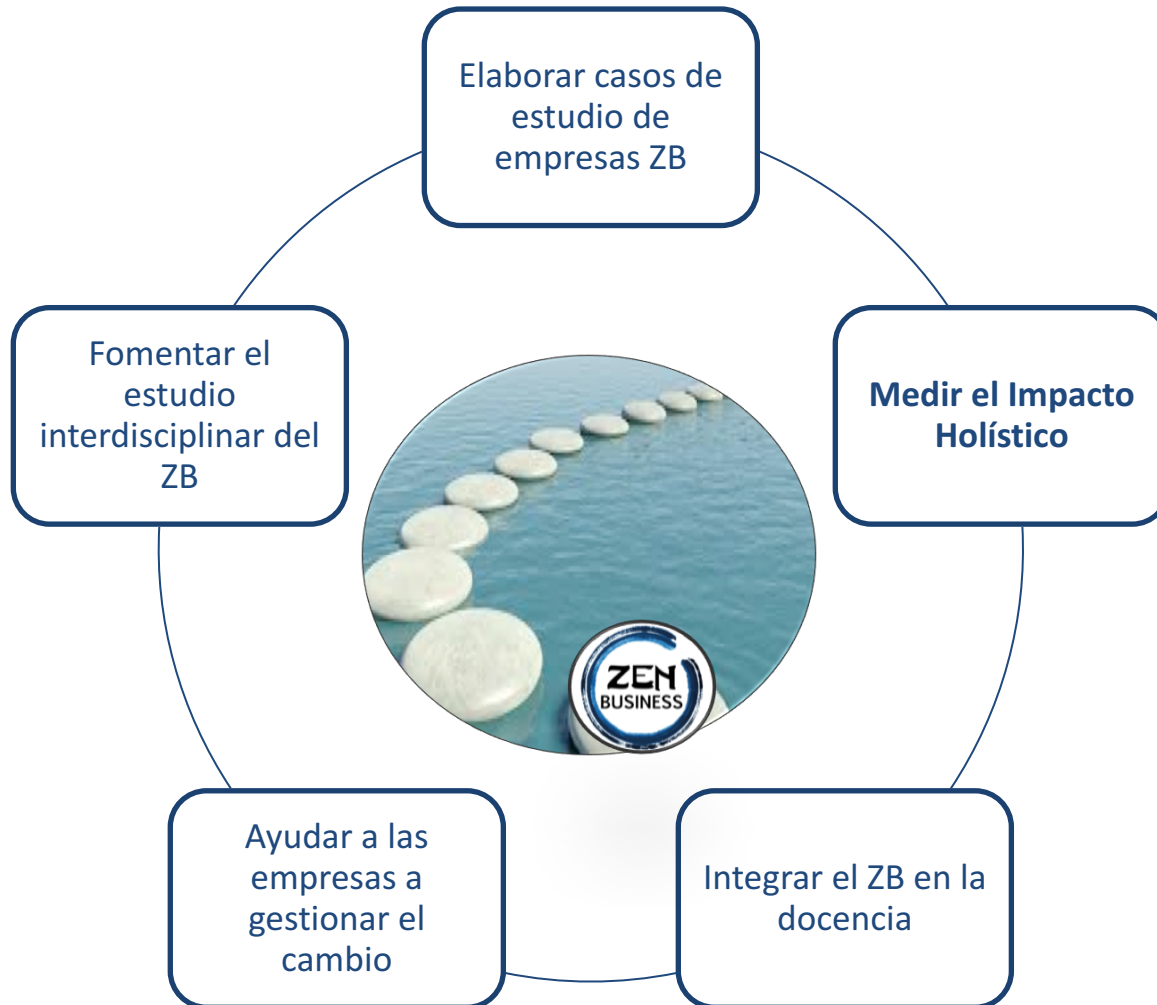 Elaborar casos de
estudio de
empresas ZB
Medir el Impacto
Holístico
Integrar el ZB en la
docencia
Ayudar a las
empresas a
gestionar el
cambio
Fomentar el
estudio
interdisciplinar del
ZB
ZEN
BUSINESS